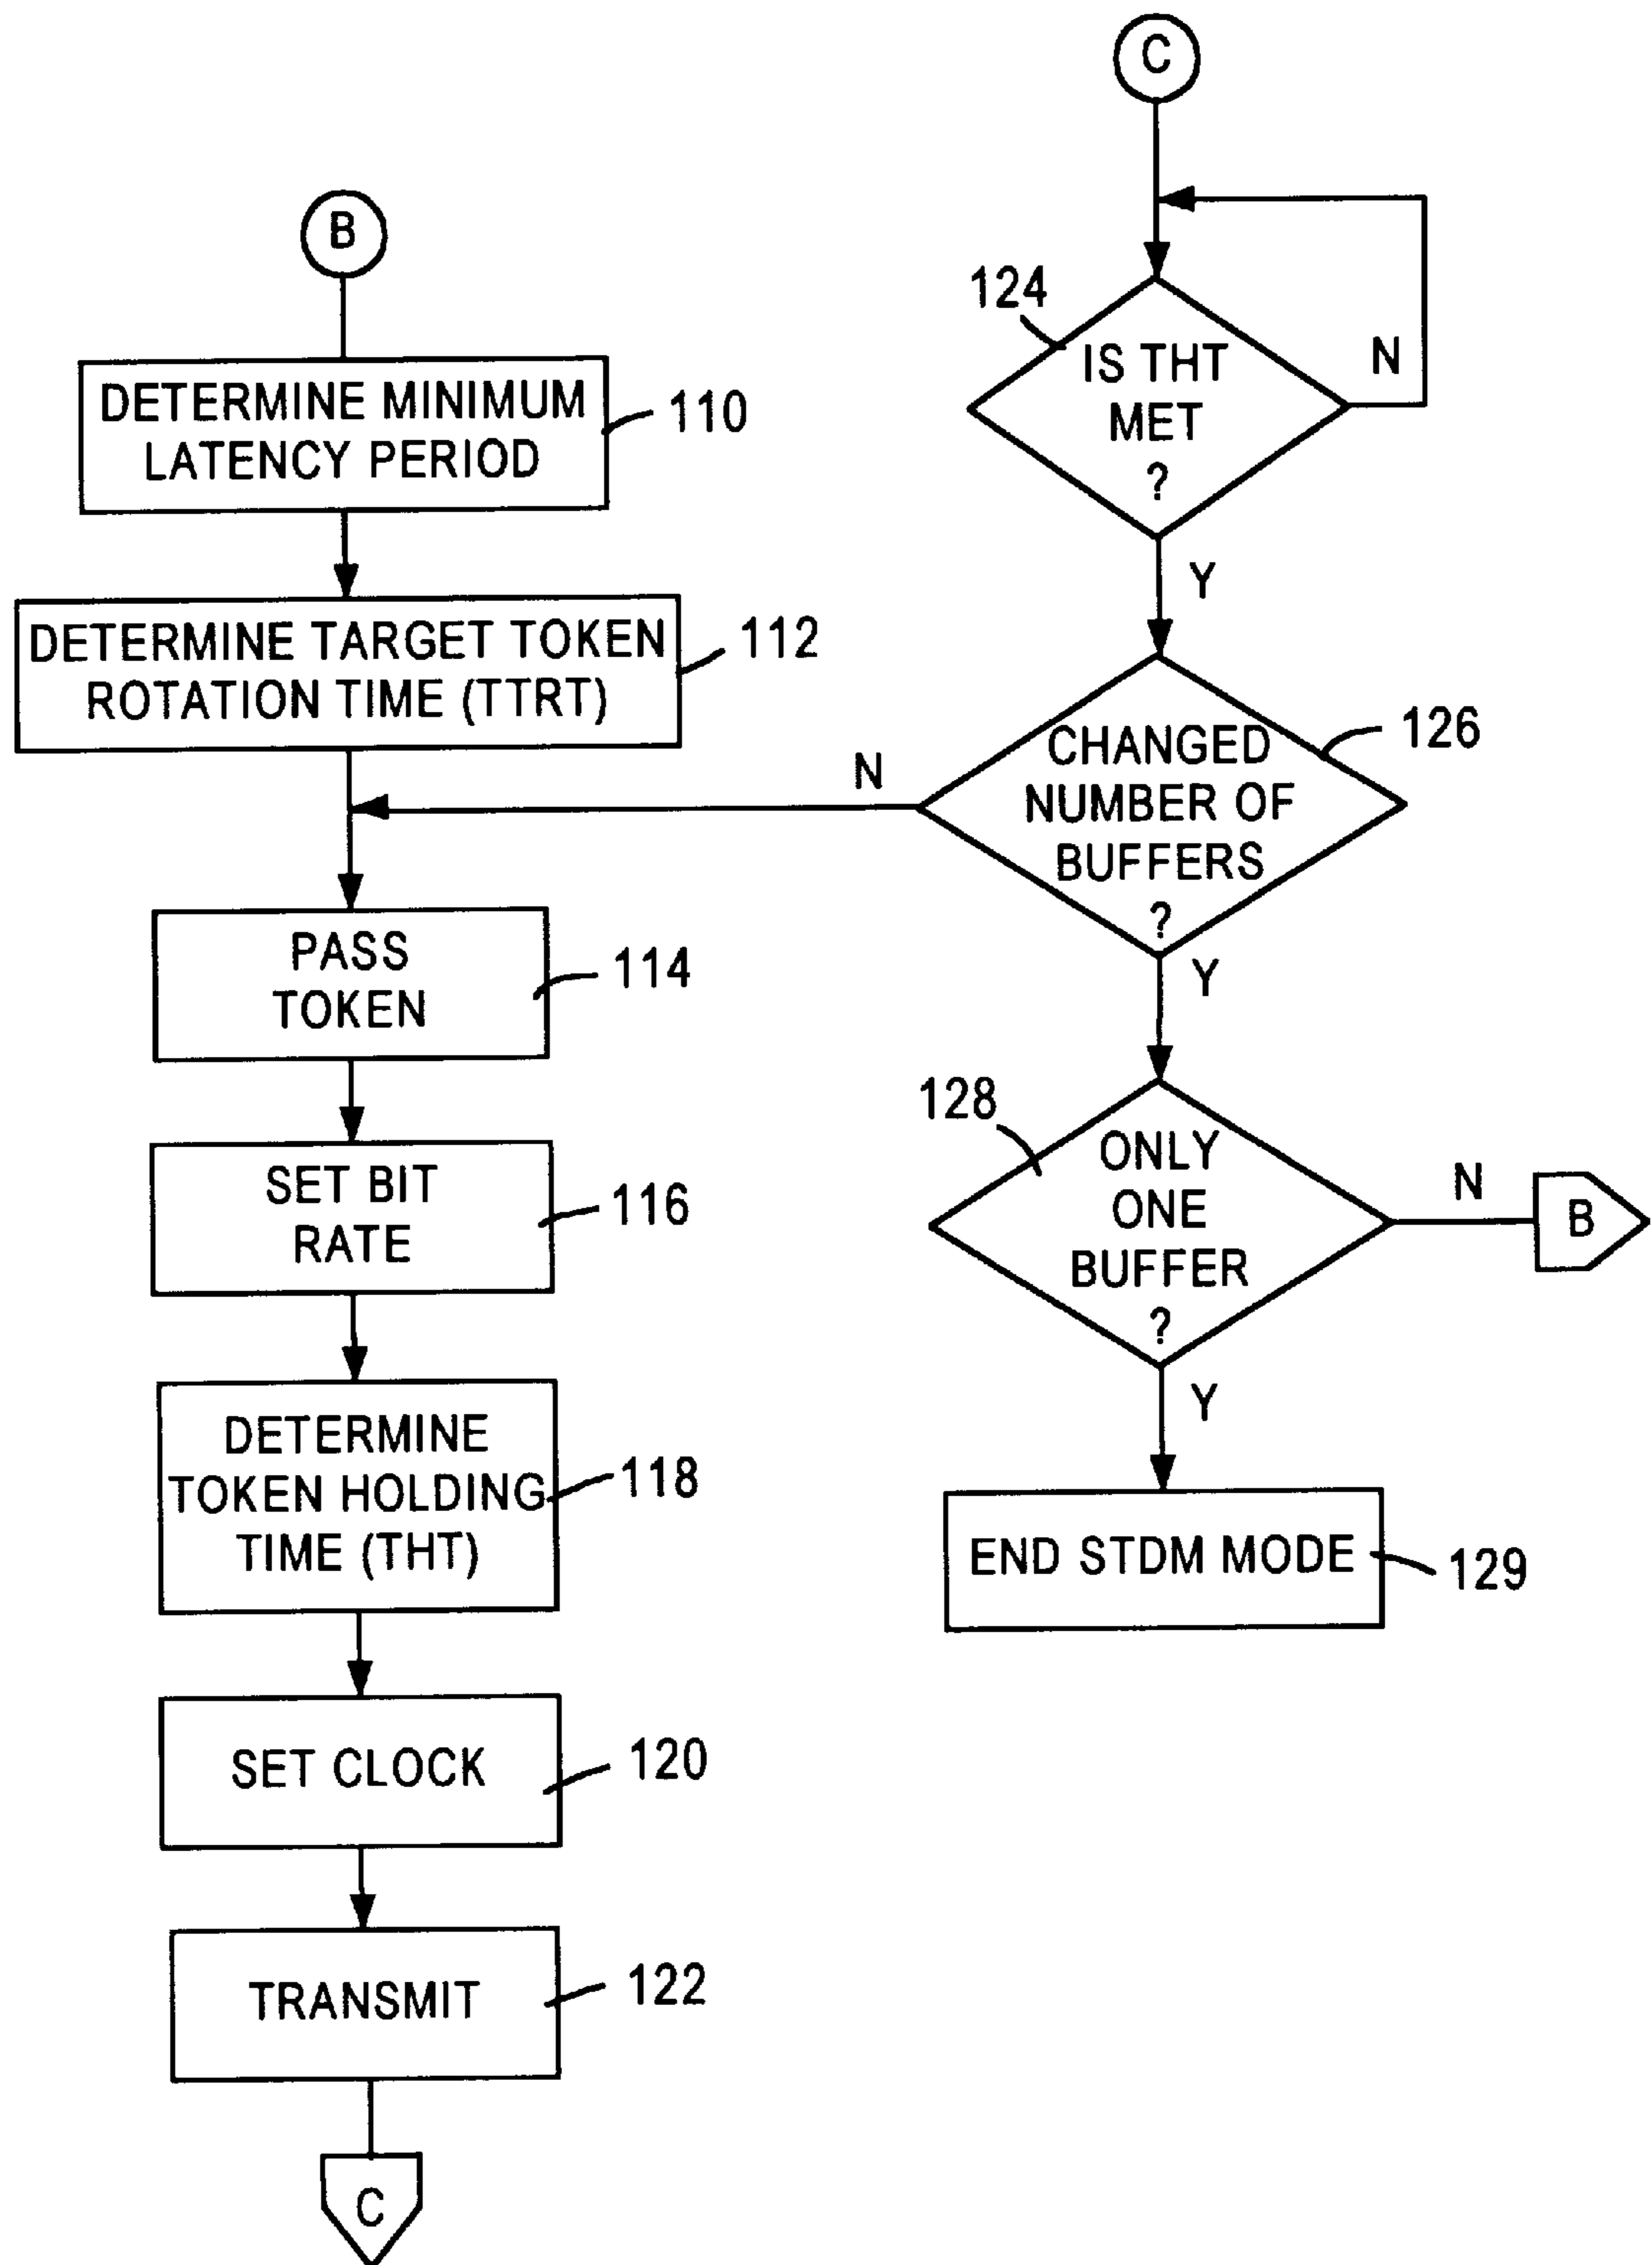 B
DETERMINE MINIMUM
LATENCY PERIOD
110
DETERMINE TARGET TOKEN
ROTATION TIME (TTRT)
112
PASS
TOKEN
114
SET BIT
RATE
116
DETERMINE
TOKEN HOLDING
TIME (THT)
118
SET CLOCK
120
TRANSMIT
122
C
C
124
IS THT
MET
?
N
Y
126
CHANGED
NUMBER OF
BUFFERS
?
N
Y
128
ONLY
ONE
BUFFER
?
N
B
Y
END STDM MODE
129